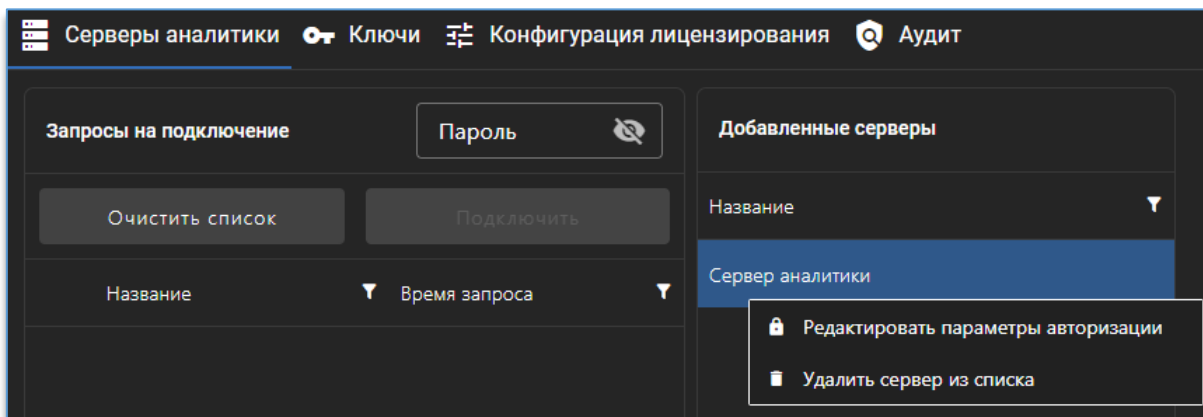 Серверы аналитики Ключи Конфигурация лицензирования Аудит
Запросы на подключение Пароль
Очистить список Подключить
Название Время запроса
Добавленные серверы
Название
Сервер аналитики
Редактировать параметры авторизации
Удалить сервер из списка